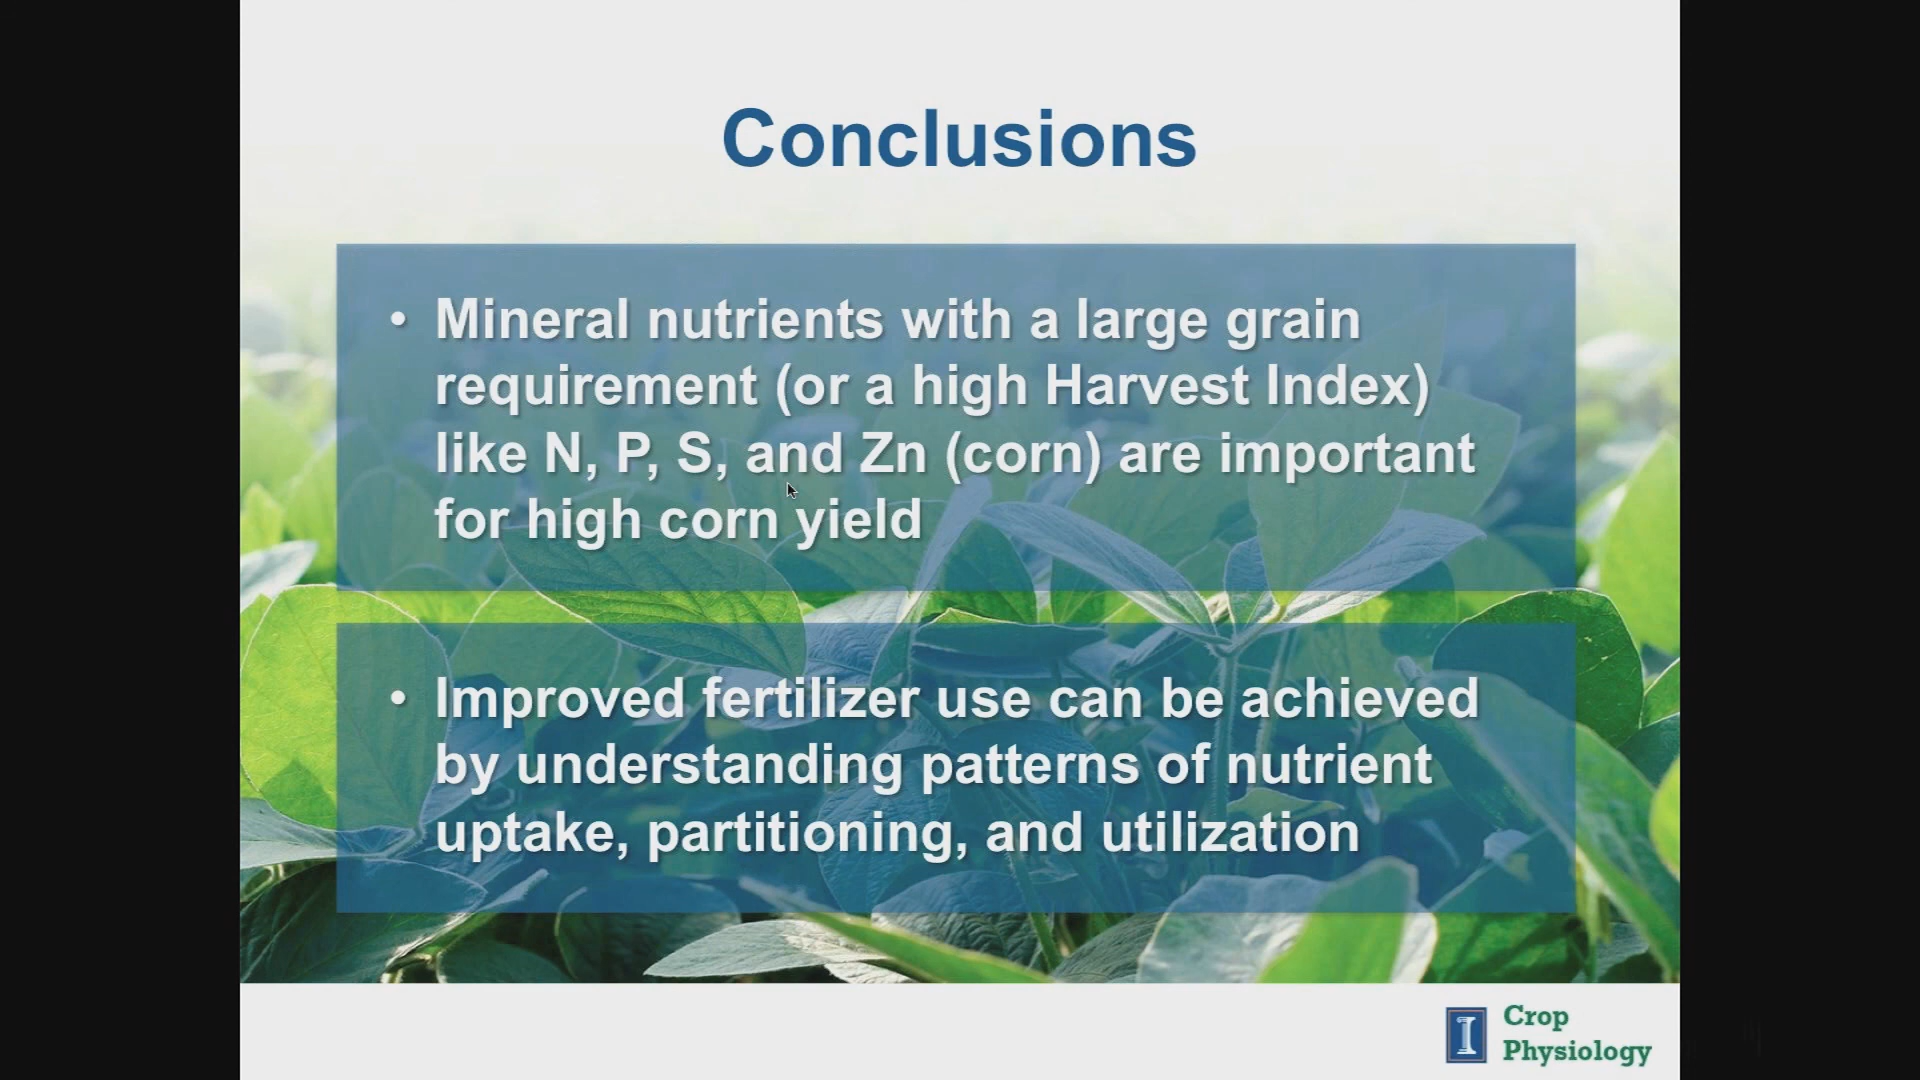 Conclusions
• Mineral nutrients with a large grain
requirement (or a high Harvest Index)
like N, P, S, and Zn (corn) are important
for high corn yield
• Improved fertilizer use can be achieved
by understanding patterns of nutrient
uptake, partitioning, and utilization
I Crop
Physiology